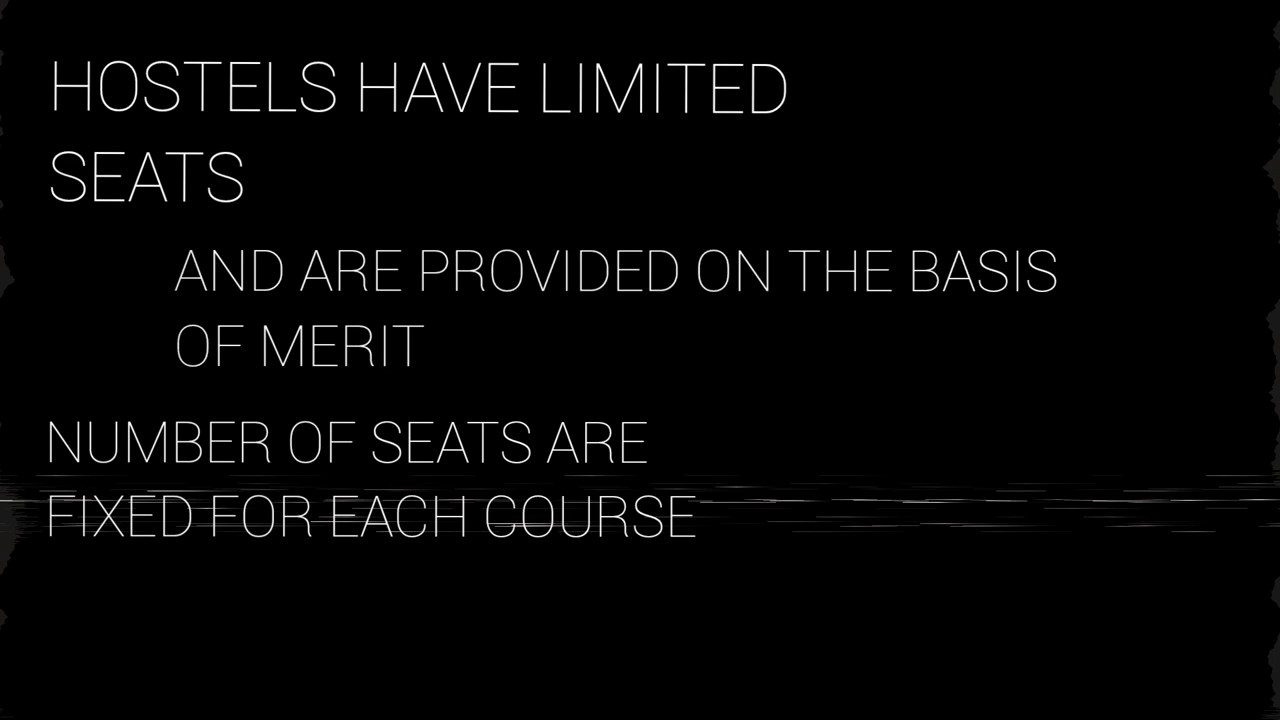 HOSTELS HAVE LIMITED
SEATS
AND ARE PROVIDED ON THE BASIS
OF MERIT
NUMBER OF SEATS ARE
FIXED FOR EACH COURSE